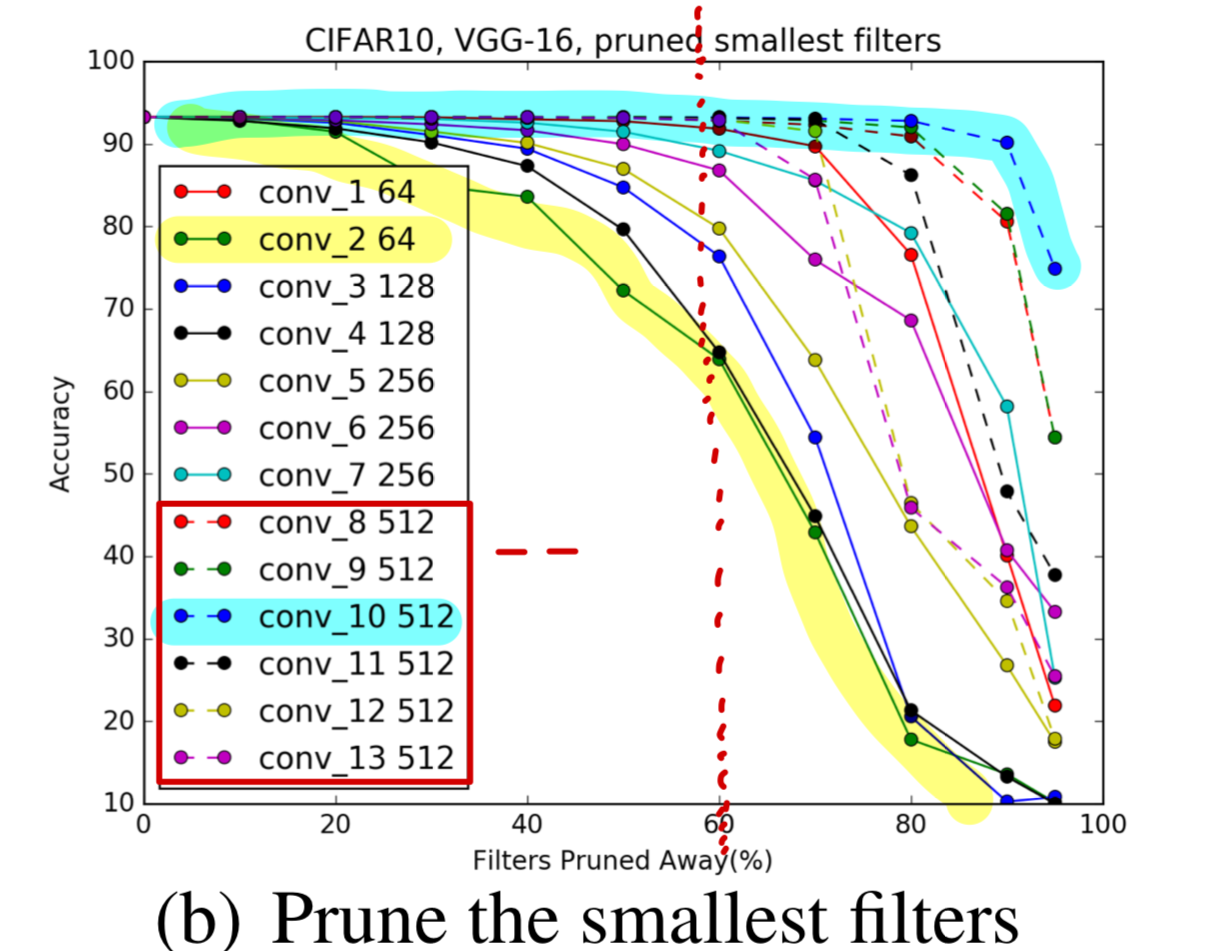 CIFAR10, VGG-16, pruned smallest filters
100
90
80
70
60
50
40
30
20
10
Accuracy
conv_1 64
conv_2 64
conv_3 128
conv_4 128
conv_5 256
conv_6 256
conv_7 256
conv_8 512
conv_9 512
conv_10 512
conv_11 512
conv_12 512
conv_13 512
0 20 40 60 80 100
Filters Pruned Away(%)
(b) Prune the smallest filters